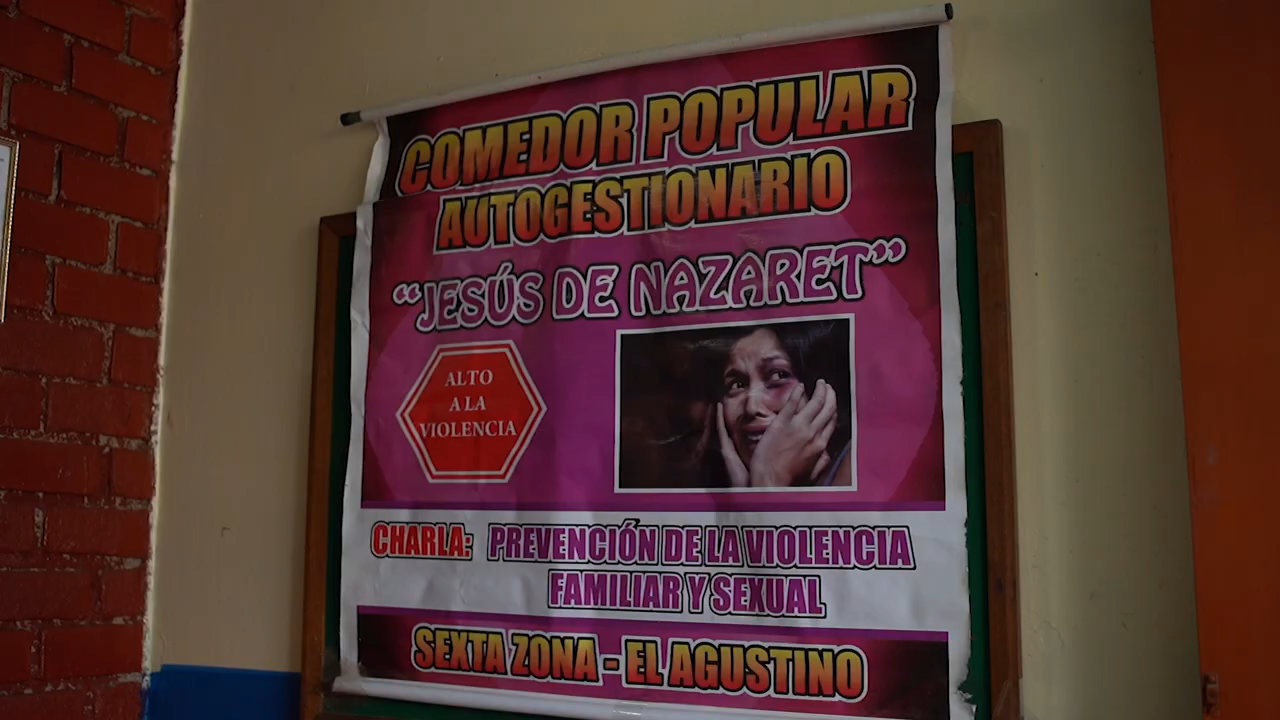 COMEDOR POPULAR
AUTOGESTIONARIO
“JESÚS DE NAZARET”
ALTO
A LA
VIOLENCIA
CHARLA: PREVENCIÓN DE LA VIOLENCIA
FAMILIAR Y SEXUAL
SEXTA ZONA - EL AGUSTINO